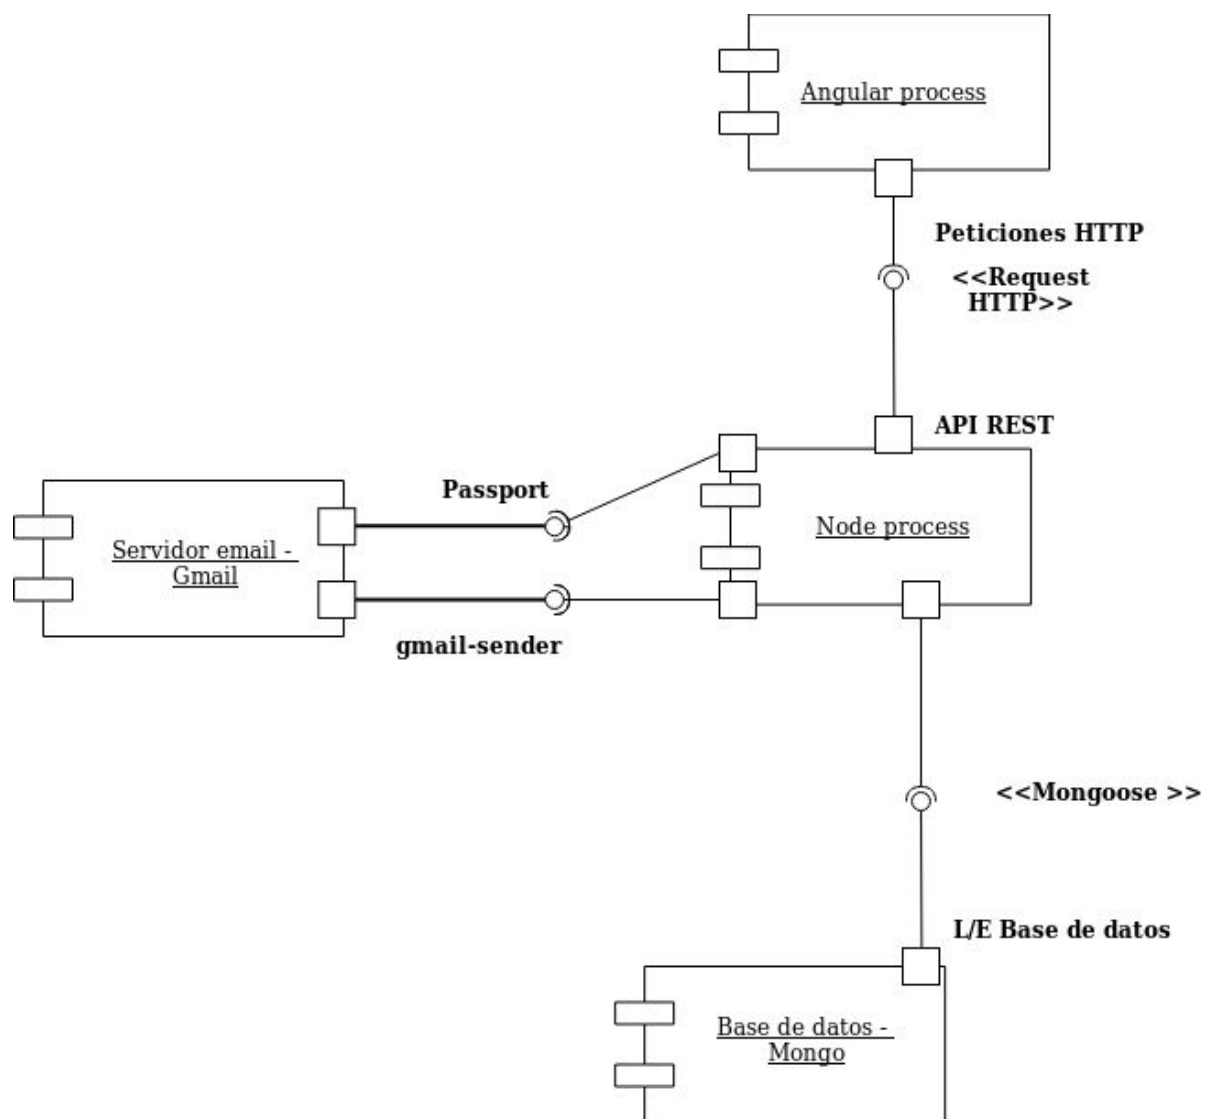 Angular process
Peticiones HTTP
<<Request
HTTP>>
API REST
Passport
Node process
Servidor email -
Gmail
gmail-sender
<<Mongoose >>
L/E Base de datos
Base de datos -
Mongo